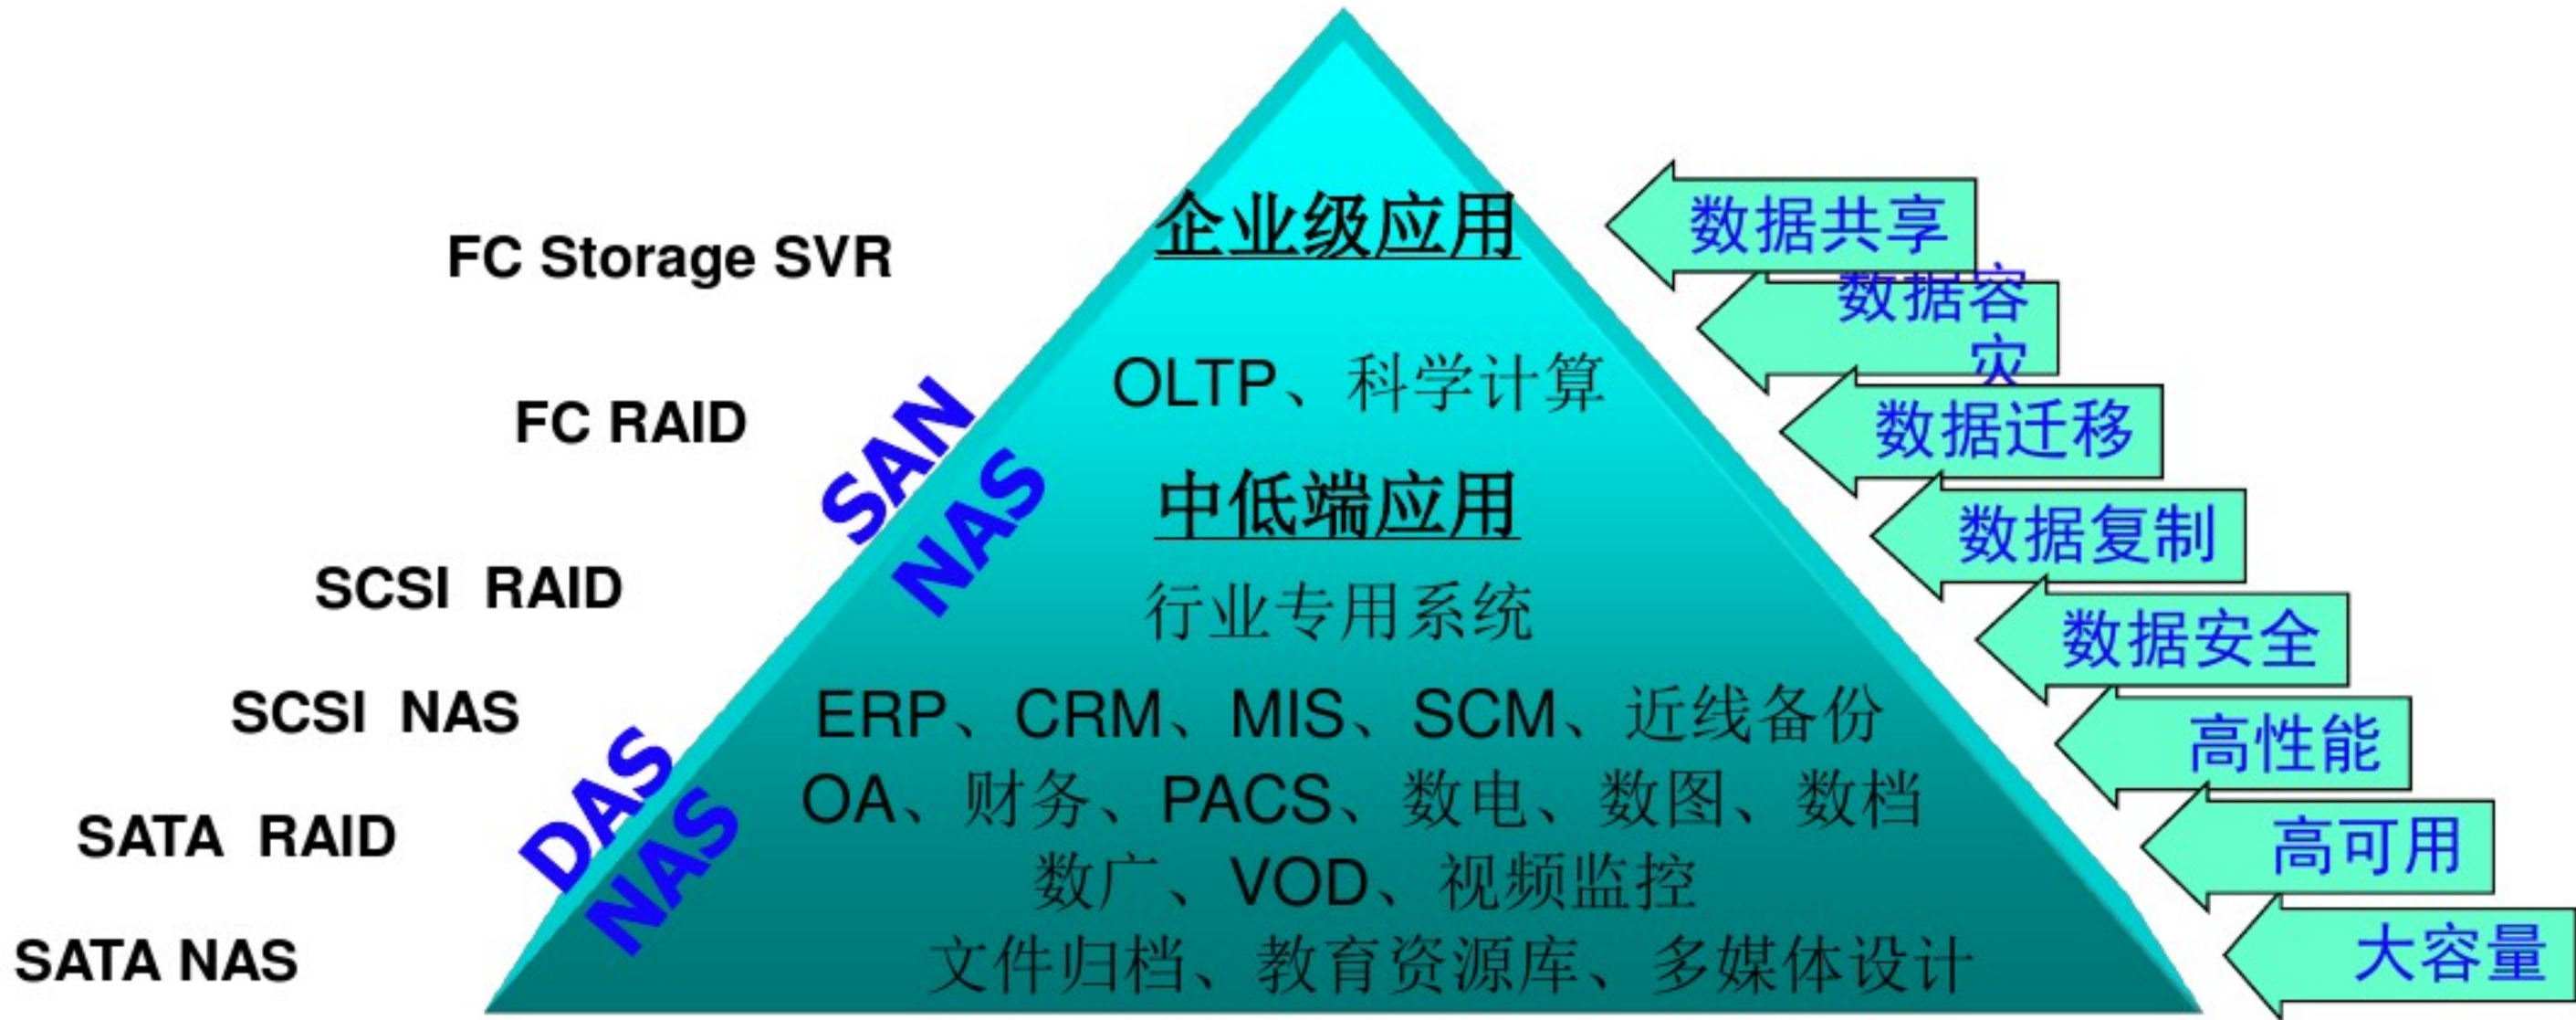 FC Storage SVR
FC RAID
SCSI RAID
SCSI NAS
SATA RAID
SATA NAS
SAN
NAS
DAS
NAS
企业级应用
OLTP、科学计算
中低端应用
行业专用系统
ERP、CRM、MIS、SCM、近线备份
OA、财务、PACS、数电、数图、数档
数广、VOD、视频监控
文件归档、教育资源库、多媒体设计
数据共享
数据容
灾
数据迁移
数据复制
数据安全
高性能
高可用
大容量